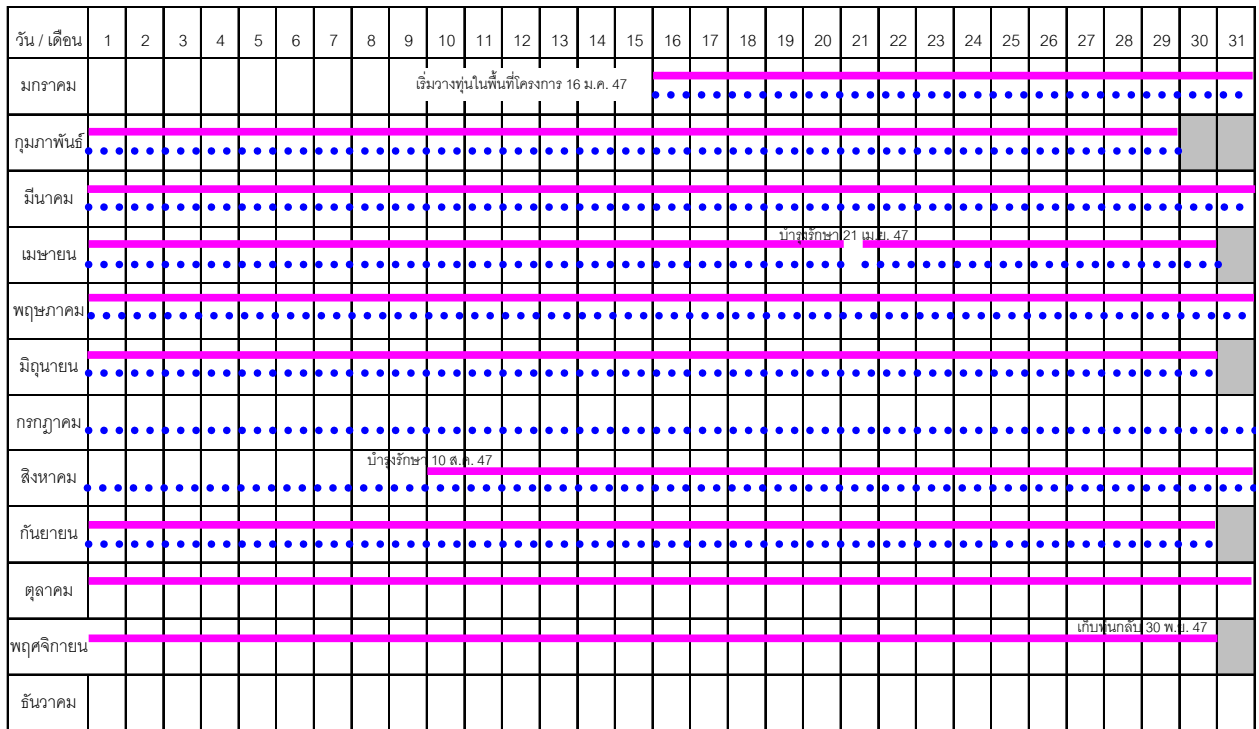 วัน / เดือน 1 2 3 4 5 6 7 8 9 10 11 12 13 14 15 16 17 18 19 20 21 22 23 24 25 26 27 28 29 30 31
มกราคม เริ่มวางทุ่นในพื้นที่โครงการ 16 ม.ค. 47
กุมภาพันธ์
มีนาคม
เมษายน บำรุงรักษา 21 เม.ย. 47
พฤษภาคม
มิถุนายน
กรกฎาคม
สิงหาคม บำรุงรักษา 10 ส.ค. 47
กันยายน
ตุลาคม
พฤศจิกายน เก็บทุ่นกลับ 30 พ.ย. 47
ธันวาคม